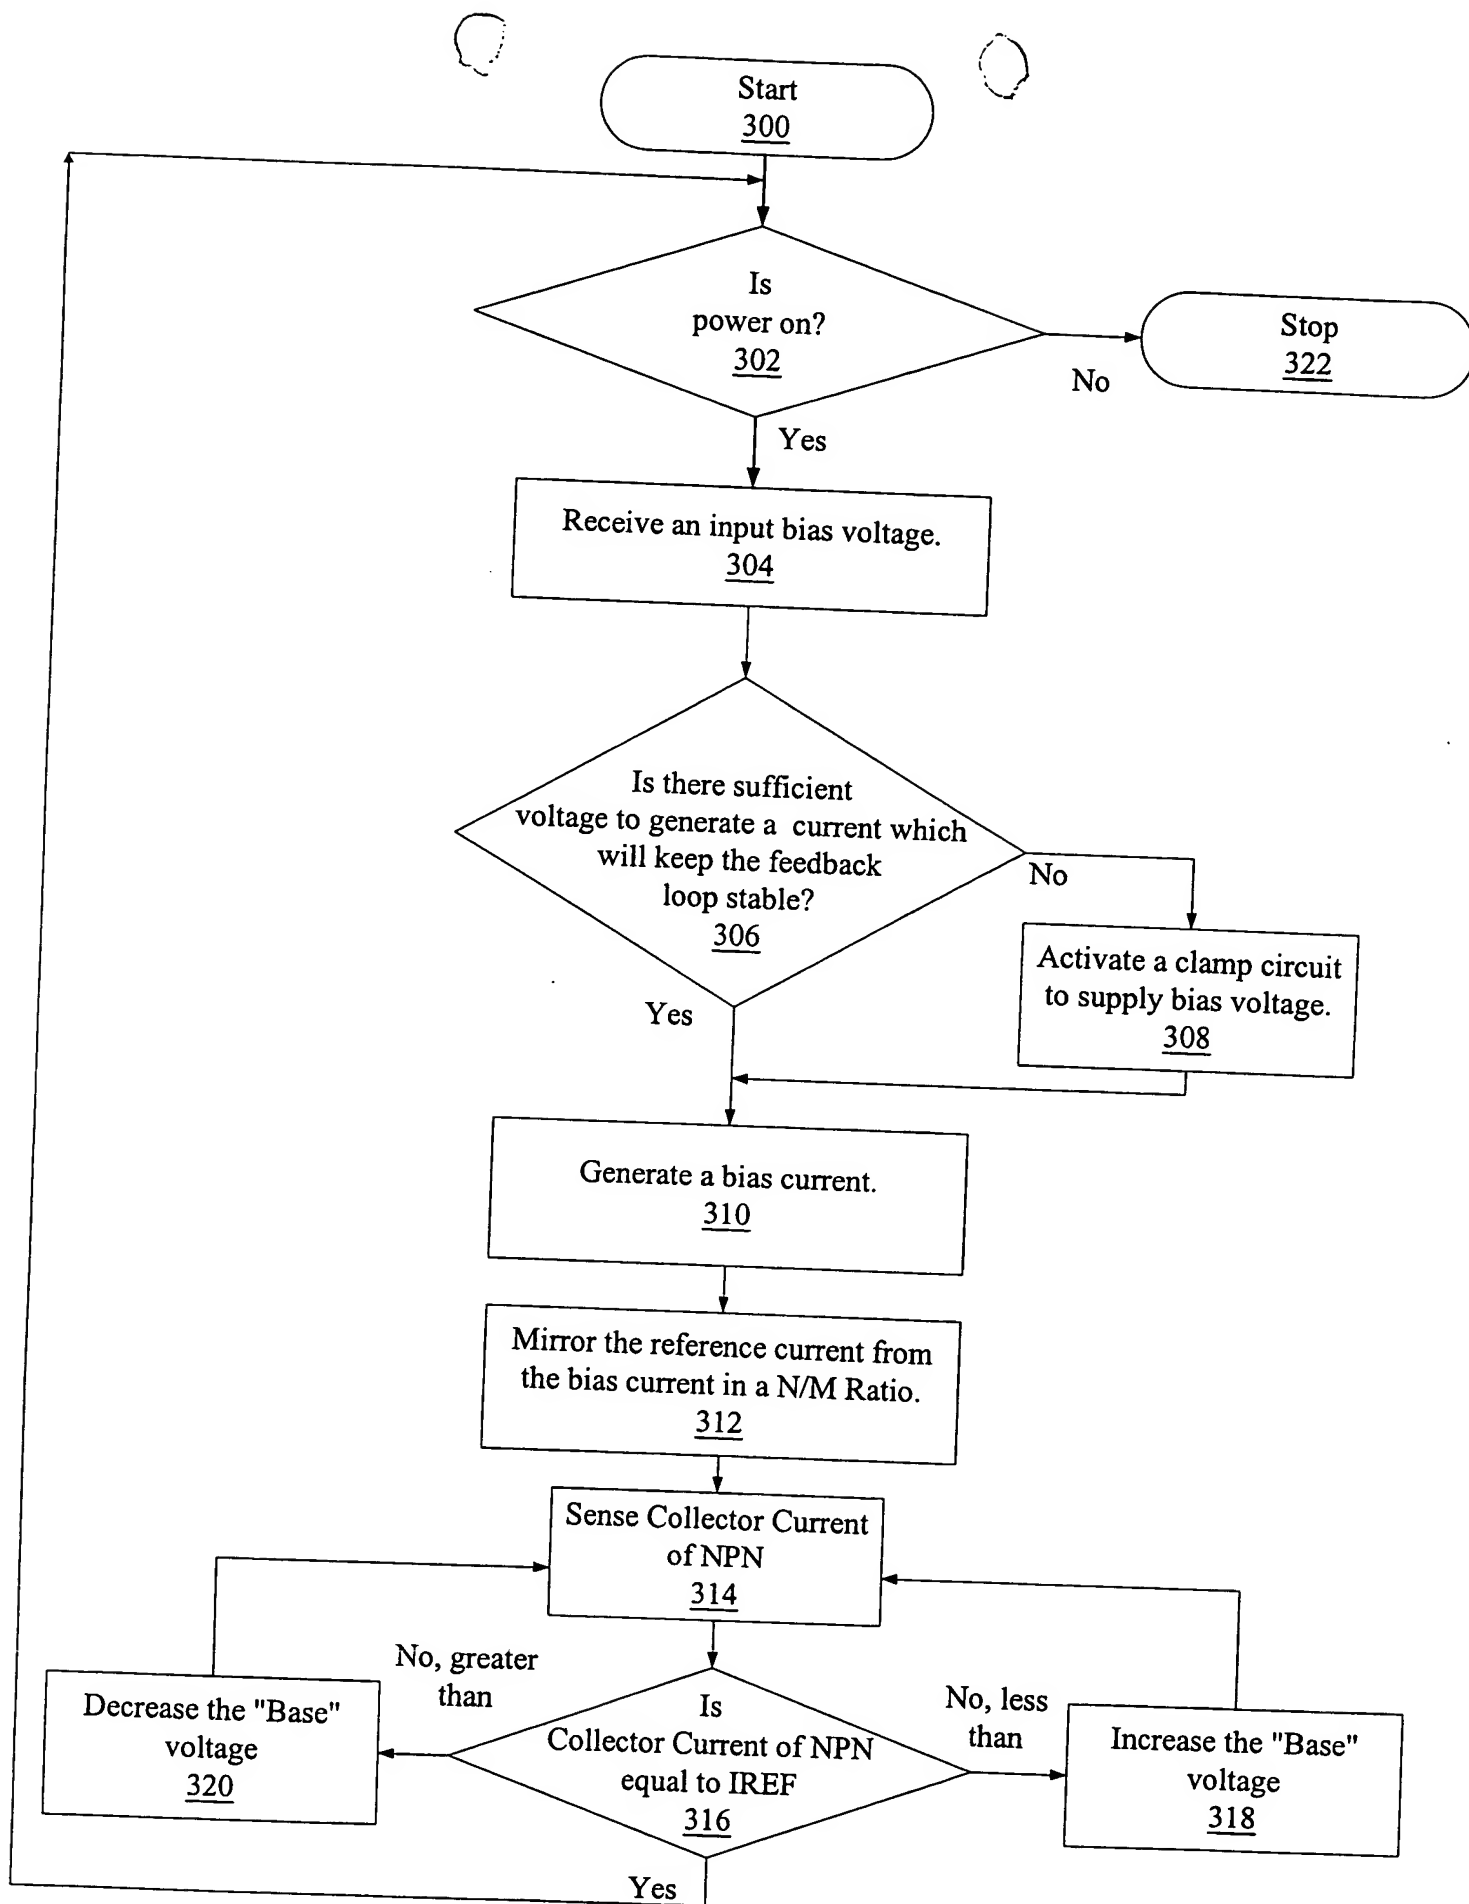 Start
300
Is
power on?
302
Stop
322
No
Yes
Receive an input bias voltage.
304
Is there sufficient
voltage to generate a current which
will keep the feedback
loop stable?
306
No
Activate a clamp circuit
to supply bias voltage.
308
Yes
Generate a bias current.
310
Mirror the reference current from
the bias current in a N/M Ratio.
312
Sense Collector Current
of NPN
314
No, greater
than
Decrease the "Base"
voltage
320
Is
Collector Current of NPN
equal to IREF
316
No, less
than
Increase the "Base"
voltage
318
Yes